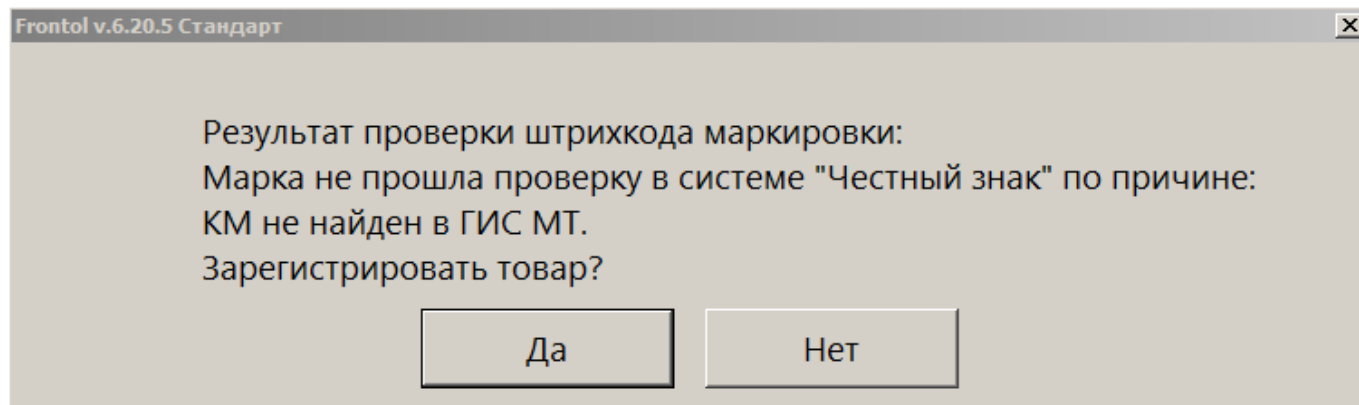 Frontol v.6.20.5 Стандарт
Результат проверки штрихкода маркировки:
Марка не прошла проверку в системе "Честный знак" по причине:
КМ не найден в ГИС МТ.
Зарегистрировать товар?
Да
Нет